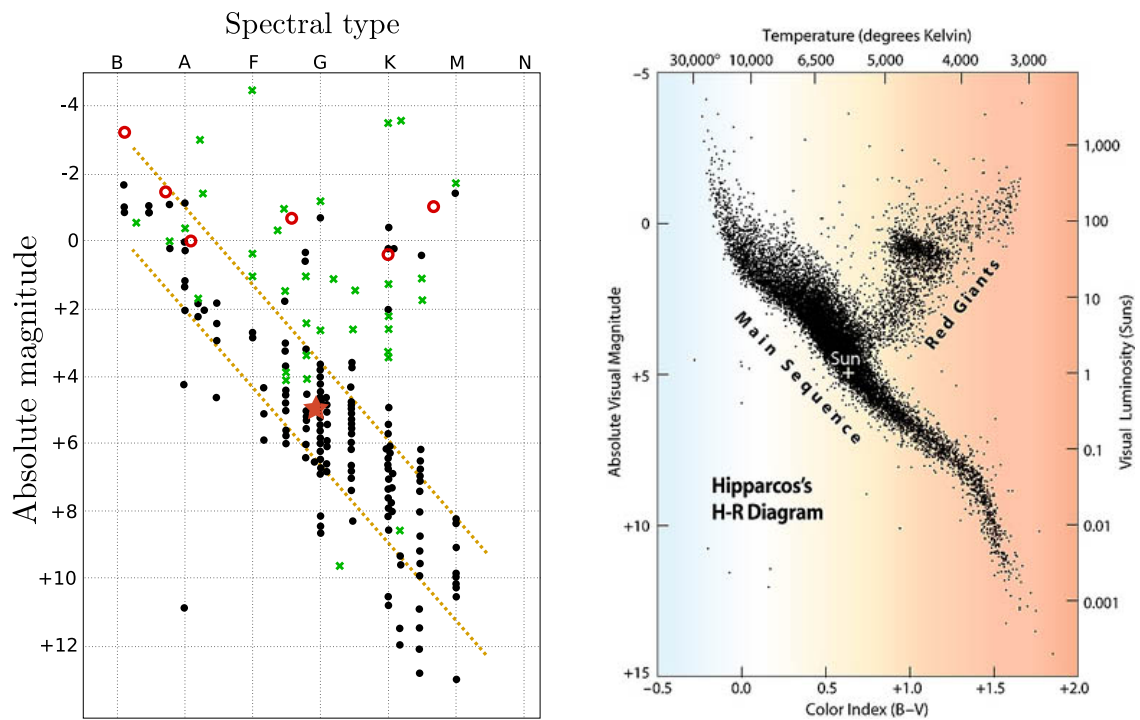 Spectral type
B A F G K M N
Absolute magnitude
-4
-2
0
+2
+4
+6
+8
+10
+12
Temperature (degrees Kelvin)
30,000° 10,000 6,500 5,000 4,000 3,000
Absolute Visual Magnitude
−5
0
+5
+10
+15
Visual Luminosity (Suns)
1,000
100
10
1
0.1
0.01
0.001
Red Giants
Main Sequence
Sun
Hipparcos's
H-R Diagram
−0.5 0.0 0.5 +1.0 +1.5 +2.0
Color Index (B–V)